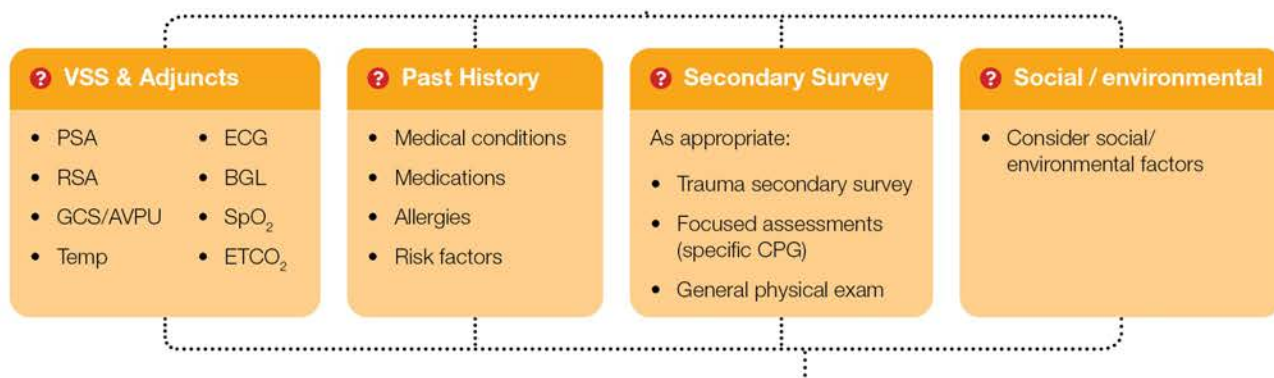 VSS & Adjuncts
• PSA
• RSA
• GCS/AVPU
• Temp
• ECG
• BGL
• SpO₂
• ETCO₂
Past History
• Medical conditions
• Medications
• Allergies
• Risk factors
Secondary Survey
As appropriate:
• Trauma secondary survey
• Focused assessments
(specific CPG)
• General physical exam
Social / environmental
• Consider social/
environmental factors